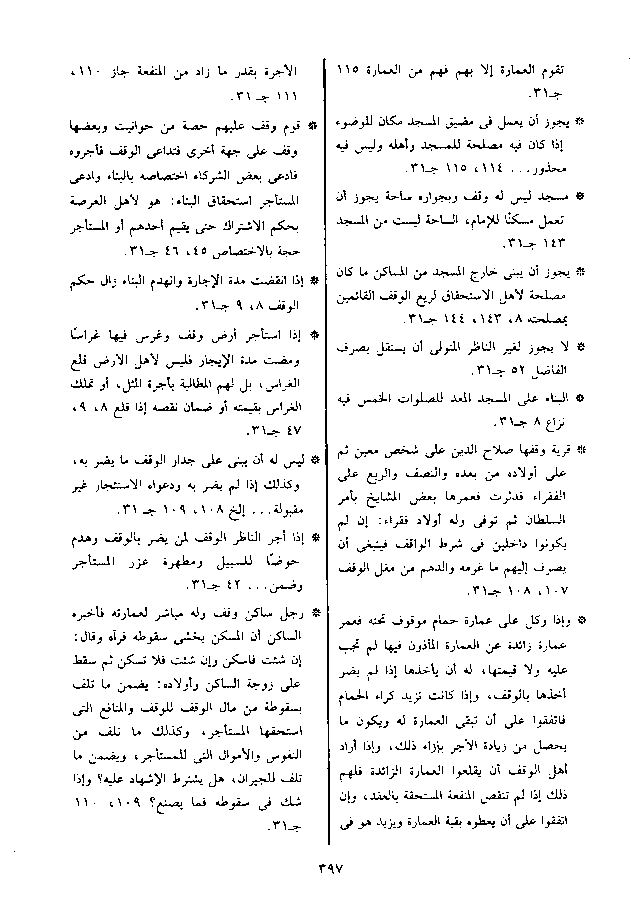 تقوم العمارة إلا بهم فهم من العمارة ١١٥
جـ٣١.
* يجوز أن يعمل فى مضيق المسجد مكان للوضوء
إذا كان فيه مصلحة للمسجد وأهله وليس فيه
محذور... ١١٤، ١١٥ جـ٣١.
* مسجد ليس له وقف وبجواره ساحة يجوز أن
تعمل مسكنًا للإمام، الساحة ليست من المسجد
١٤٣ جـ٣١.
* يجوز أن يبنى خارج المسجد من المساكن ما كان
مصلحة لأهل الاستحقاق لريع الوقف القائمين
بمصلحته ٨، ١٤٣، ١٤٤ جـ٣١.
* لا يجوز لغير الناظر المتولى أن يستقل بصرف
الفاضل ٥٢ جـ٣١.
* البناء على المسجد المعد للصلوات الخمس فيه
نزاع ٨ جـ٣١.
* قرية وقفها صلاح الدين على شخص معين ثم
على أولاده من بعده والنصف والربع على
الفقراء فدثرت فعمرها بعض المشايخ بأمر
السلطان ثم توفى وله أولاد فقراء: إن لم
يكونوا داخلين فى شرط الواقف فينبغى أن
يصرف إليهم ما غرمه والدهم من مغل الوقف
١٠٧، ١٠٨ جـ٣١.
* وإذا وكل على عمارة حمام موقوف تحته فعمر
عمارة زائدة عن العمارة المأذون فيها لم تجب
عليه ولا قيمتها، له أن يأخذها إذا لم يضر
أخذها بالوقف، وإذا كانت تزيد كراء الحمام
فاتفقوا على أن تبقى العمارة له ويكون ما
يحصل من زيادة الأجر بإزاء ذلك، وإذا أراد
أهل الوقف أن يقلعوا العمارة الزائدة فلهم
ذلك إذا لم تنقص المنفعة المستحقة بالعقد، وإن
اتفقوا على أن يعطوه بقية العمارة ويزيد هو فى
الأجرة بقدر ما زاد من المنفعة جاز ١١٠،
١١١ جـ٣١.
* قوم وقف عليهم حصة من حوانيت وبعضها
وقف على جهة أخرى فتداعى الوقف فأجروه
فادعى بعض الشركاء اختصاصه بالبناء وادعى
المستأجر استحقاق البناء: هو لأهل العرصة
بحكم الاشتراك حتى يقيم أحدهم أو المستأجر
حجة بالاختصاص ٤٥، ٤٦ جـ٣١.
* إذا انقضت مدة الإجارة وانهدم البناء زال حكم
الوقف ٨، ٩ جـ٣١.
* إذا استأجر أرض وقف وغرس فيها غراسًا
ومضت مدة الإيجار فليس لأهل الأرض قلع
الغراس، بل لهم المطالبة بأجرة المثل، أو تملك
الغراس بقيمته أو ضمان نقصه إذا قلع ٨، ٩،
٤٧ جـ٣١.
* ليس له أن يبنى على جدار الوقف ما يضر به،
وكذلك إذا لم يضر به ودعواه الاستئجار غير
مقبولة... إلخ ١٠٨، ١٠٩ جـ٣١.
* إذا أجر الناظر الوقف لمن يضر بالوقف وهدم
حوضًا للسبيل ومطهرة عزر المستأجر
وضمن... ٤٢ جـ٣١.
* رجل ساكن وقف وله مباشر لعمارته فأخبره
الساكن أن المسكن يخشى سقوطه فرآه وقال:
إن شئت فاسكن وإن شئت فلا تسكن ثم سقط
على زوجة الساكن وأولاده: يضمن ما تلف
بسقوطة من مال الوقف للوقف والمنافع التى
استحقها المستأجر، وكذلك ما تلف من
النفوس والأموال التى للمستأجر، ويضمن ما
تلف للجيران، هل يشترط الإشهاد عليه؟ وإذا
شك فى سقوطه فما يصنع؟ ١٠٩، ١١٠
جـ٣١.
٣٩٧